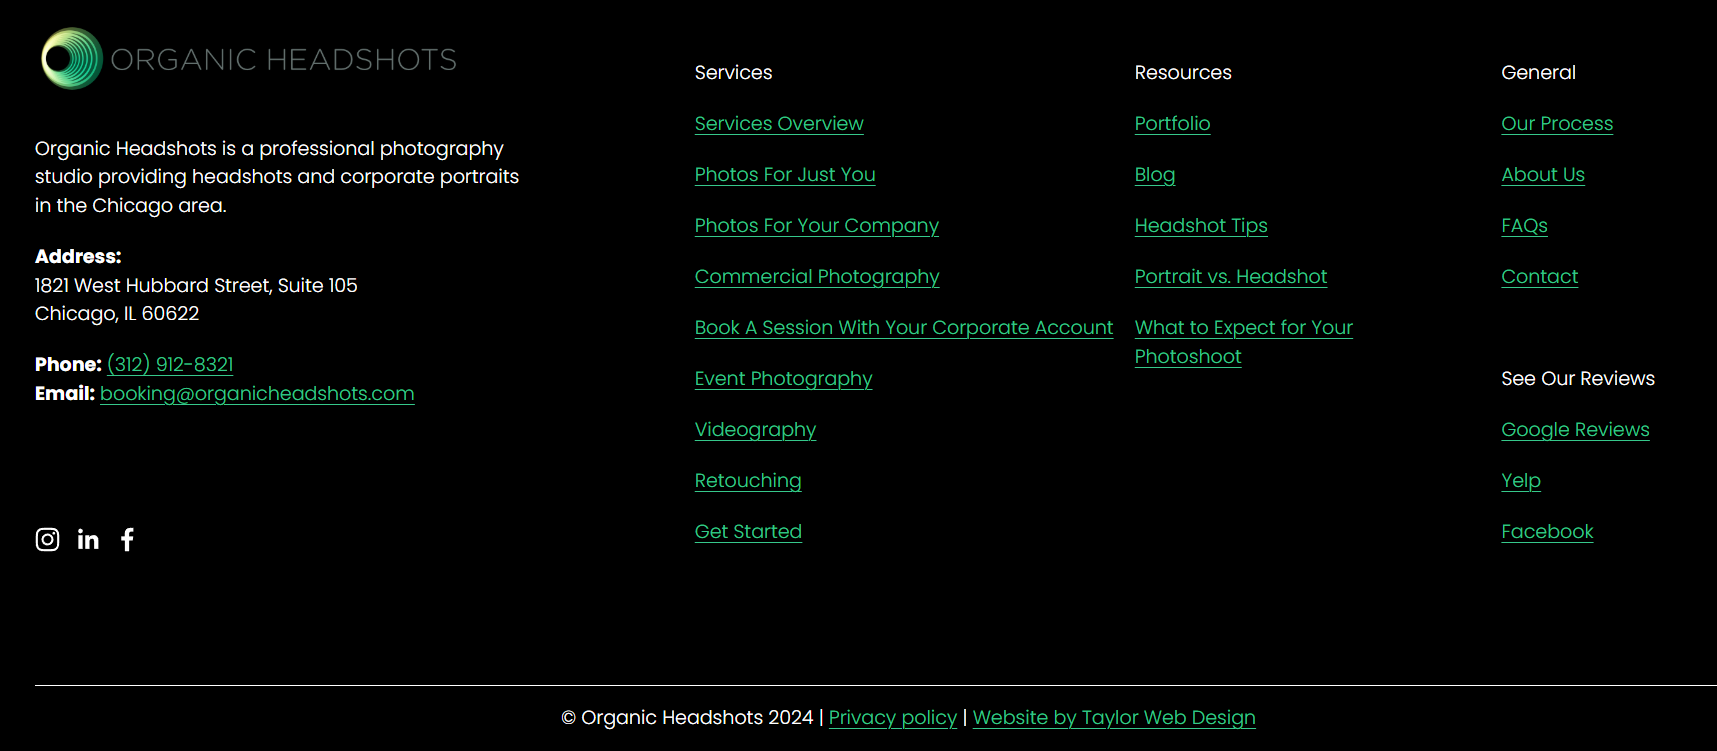 ORGANIC HEADSHOTS
Organic Headshots is a professional photography
studio providing headshots and corporate portraits
in the Chicago area.
Address:
1821 West Hubbard Street, Suite 105
Chicago, IL 60622
Phone: (312) 912-8321
Email: booking@organicheadshots.com
Services
Services Overview
Photos For Just You
Photos For Your Company
Commercial Photography
Book A Session With Your Corporate Account
Event Photography
Videography
Retouching
Get Started
Resources
Portfolio
Blog
Headshot Tips
Portrait vs. Headshot
What to Expect for Your
Photoshoot
General
Our Process
About Us
FAQs
Contact
See Our Reviews
Google Reviews
Yelp
Facebook
© Organic Headshots 2024 | Privacy policy | Website by Taylor Web Design